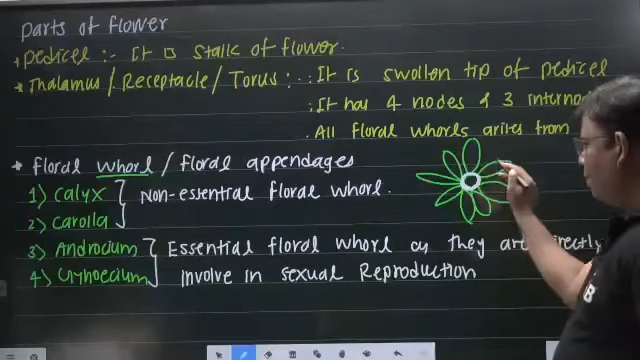 parts of flower
• pedicel :- It is stalk of flower.
* Thalamus / Receptacle / Torus : . It is swollen tip of pedicel
. It has 4 nodes & 3
. All floral whorls arises from
* floral whorl / floral appendages
1) Calyx
Non-essential floral whorl.
2) Carolla
3) Androcium
Essential floral whorl as they are directly
4) Gynoecium
involve in sexual Reproduction
B